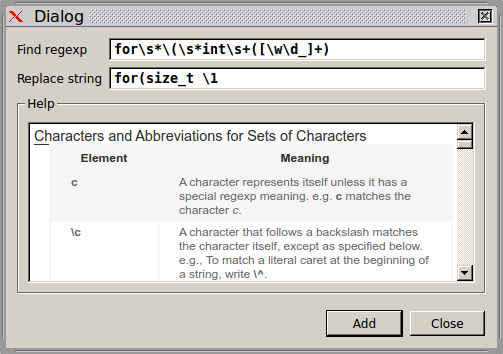 Dialog
Find regexp
for\s*\(\s*int\s+([\w\d_]+)
Replace string
for(size_t \1
Help
Characters and Abbreviations for Sets of Characters
Element Meaning
c A character represents itself unless it has a
special regexp meaning. e.g. c matches the
character c.
\c A character that follows a backslash matches
the character itself, except as specified below.
e.g., To match a literal caret at the beginning of
a string, write \^.
Add Close